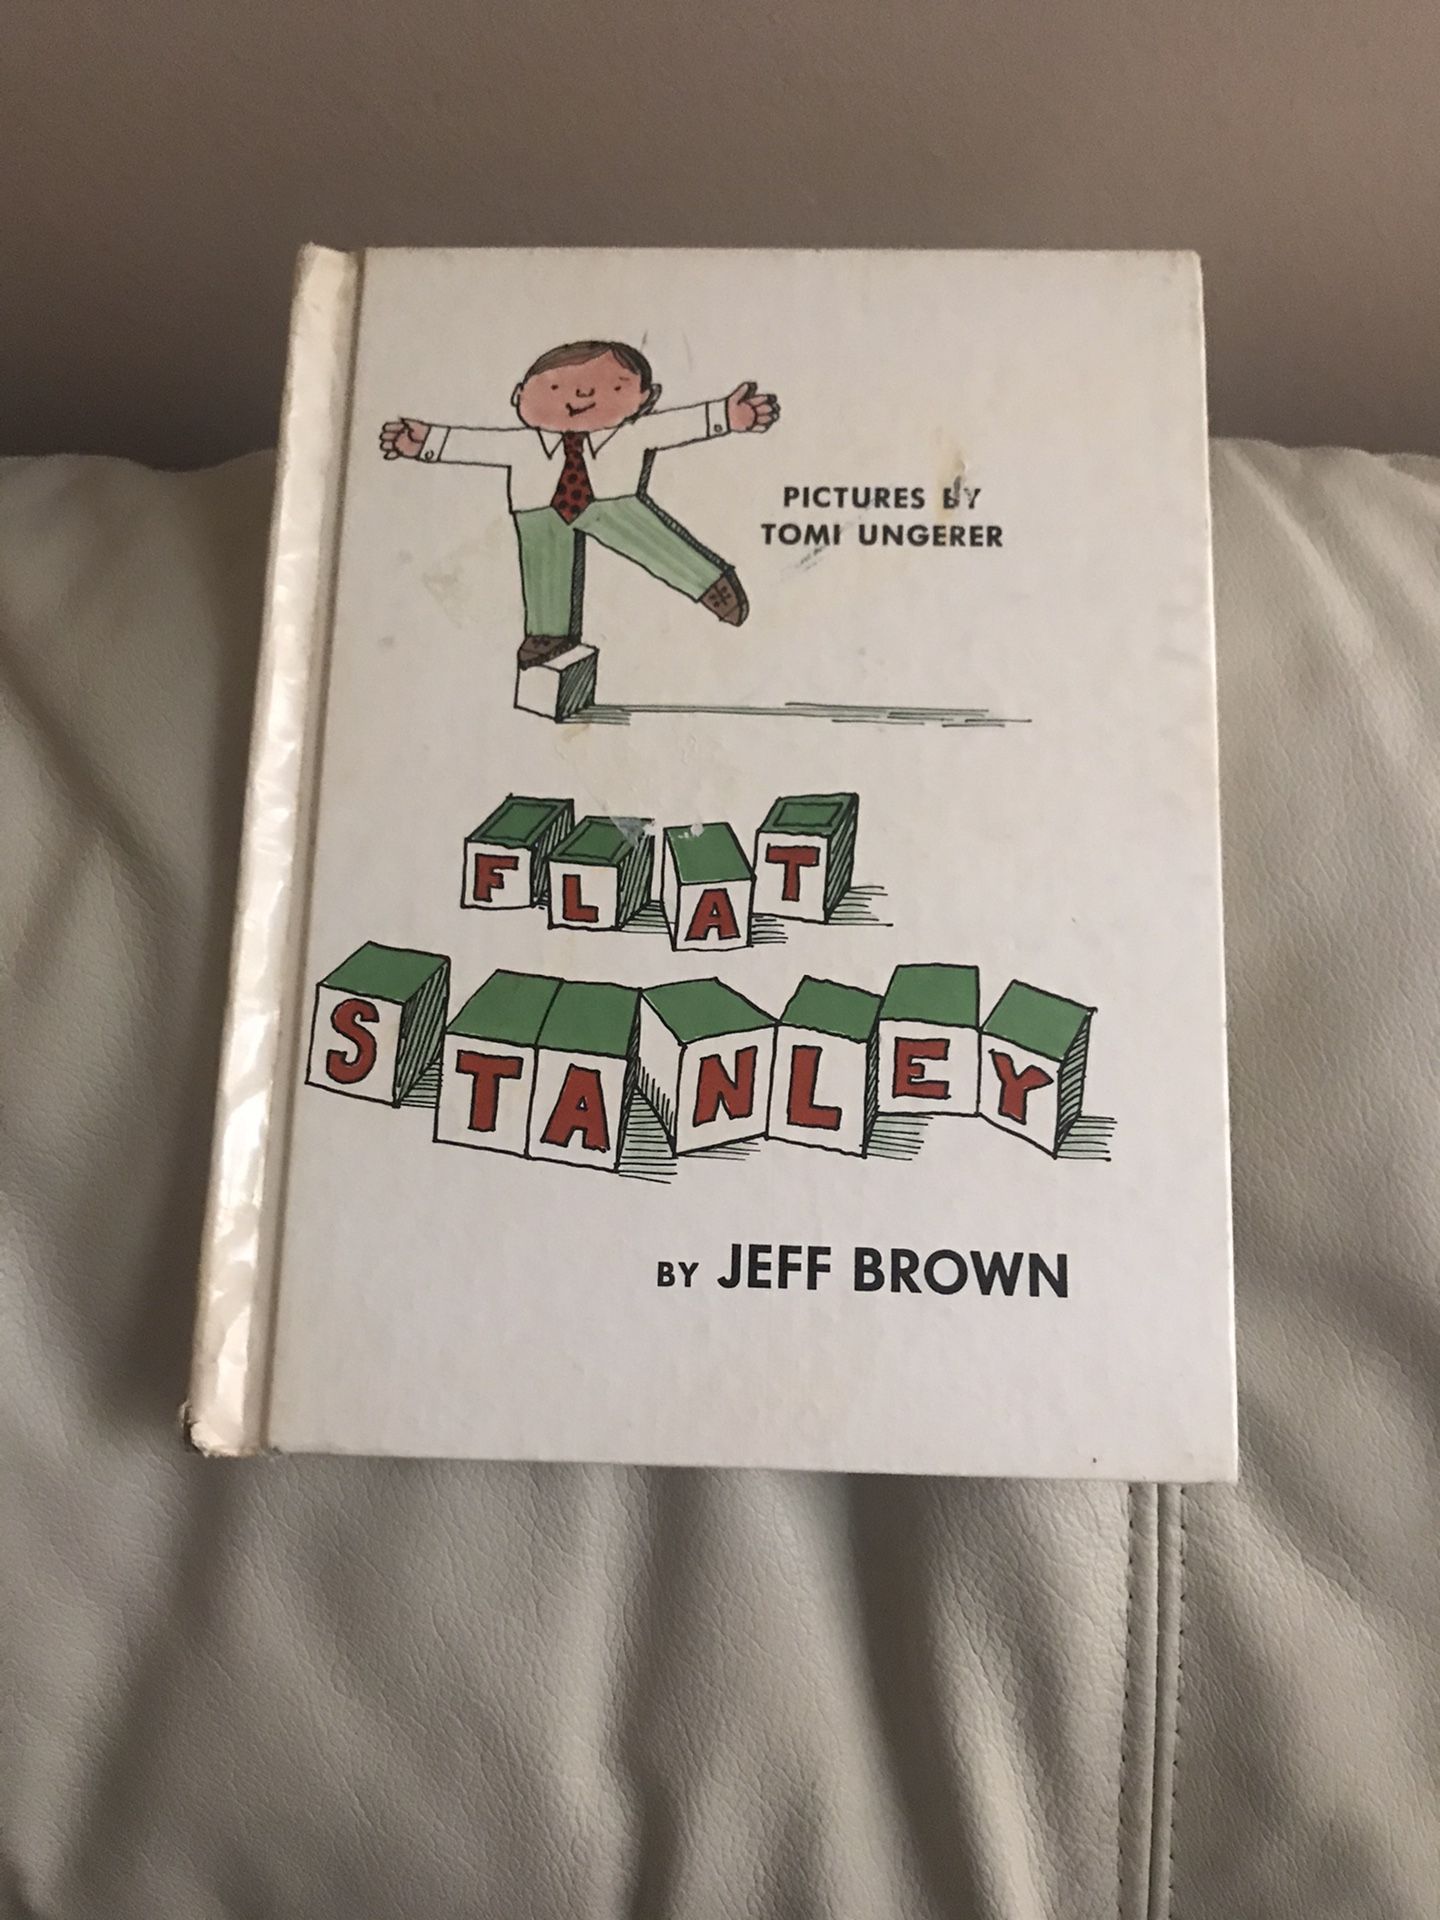 PICTURES BY
TOMI UNGERER
FLAT
STANLEY
BY JEFF BROWN